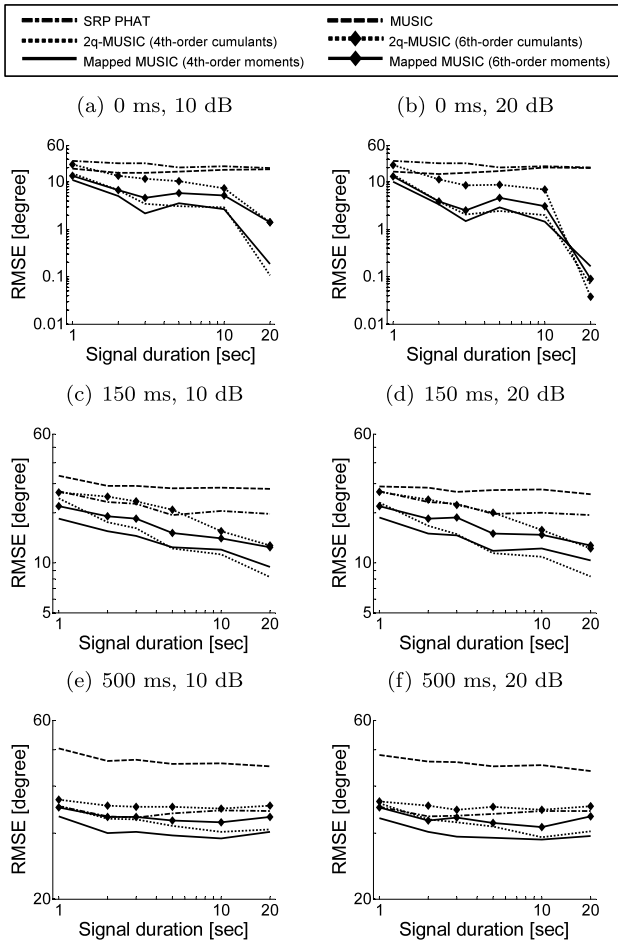 SRP PHAT
MUSIC
2q-MUSIC (4th-order cumulants)
2q-MUSIC (6th-order cumulants)
Mapped MUSIC (4th-order moments)
Mapped MUSIC (6th-order moments)
(a) 0 ms, 10 dB
(b) 0 ms, 20 dB
60
10
1
0.1
0.01
RMSE [degree]
1
10
20
Signal duration [sec]
60
10
1
0.1
0.01
RMSE [degree]
1
10
20
Signal duration [sec]
(c) 150 ms, 10 dB
(d) 150 ms, 20 dB
60
10
5
RMSE [degree]
1
10
20
Signal duration [sec]
60
10
5
RMSE [degree]
1
10
20
Signal duration [sec]
(e) 500 ms, 10 dB
(f) 500 ms, 20 dB
60
20
RMSE [degree]
1
10
20
Signal duration [sec]
60
20
RMSE [degree]
1
10
20
Signal duration [sec]